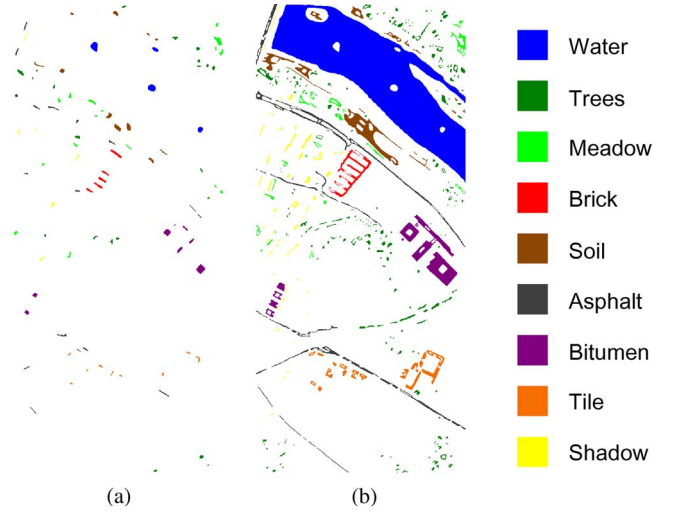 Water
Trees
Meadow
Brick
Soil
Asphalt
Bitumen
Tile
Shadow
(a)
(b)